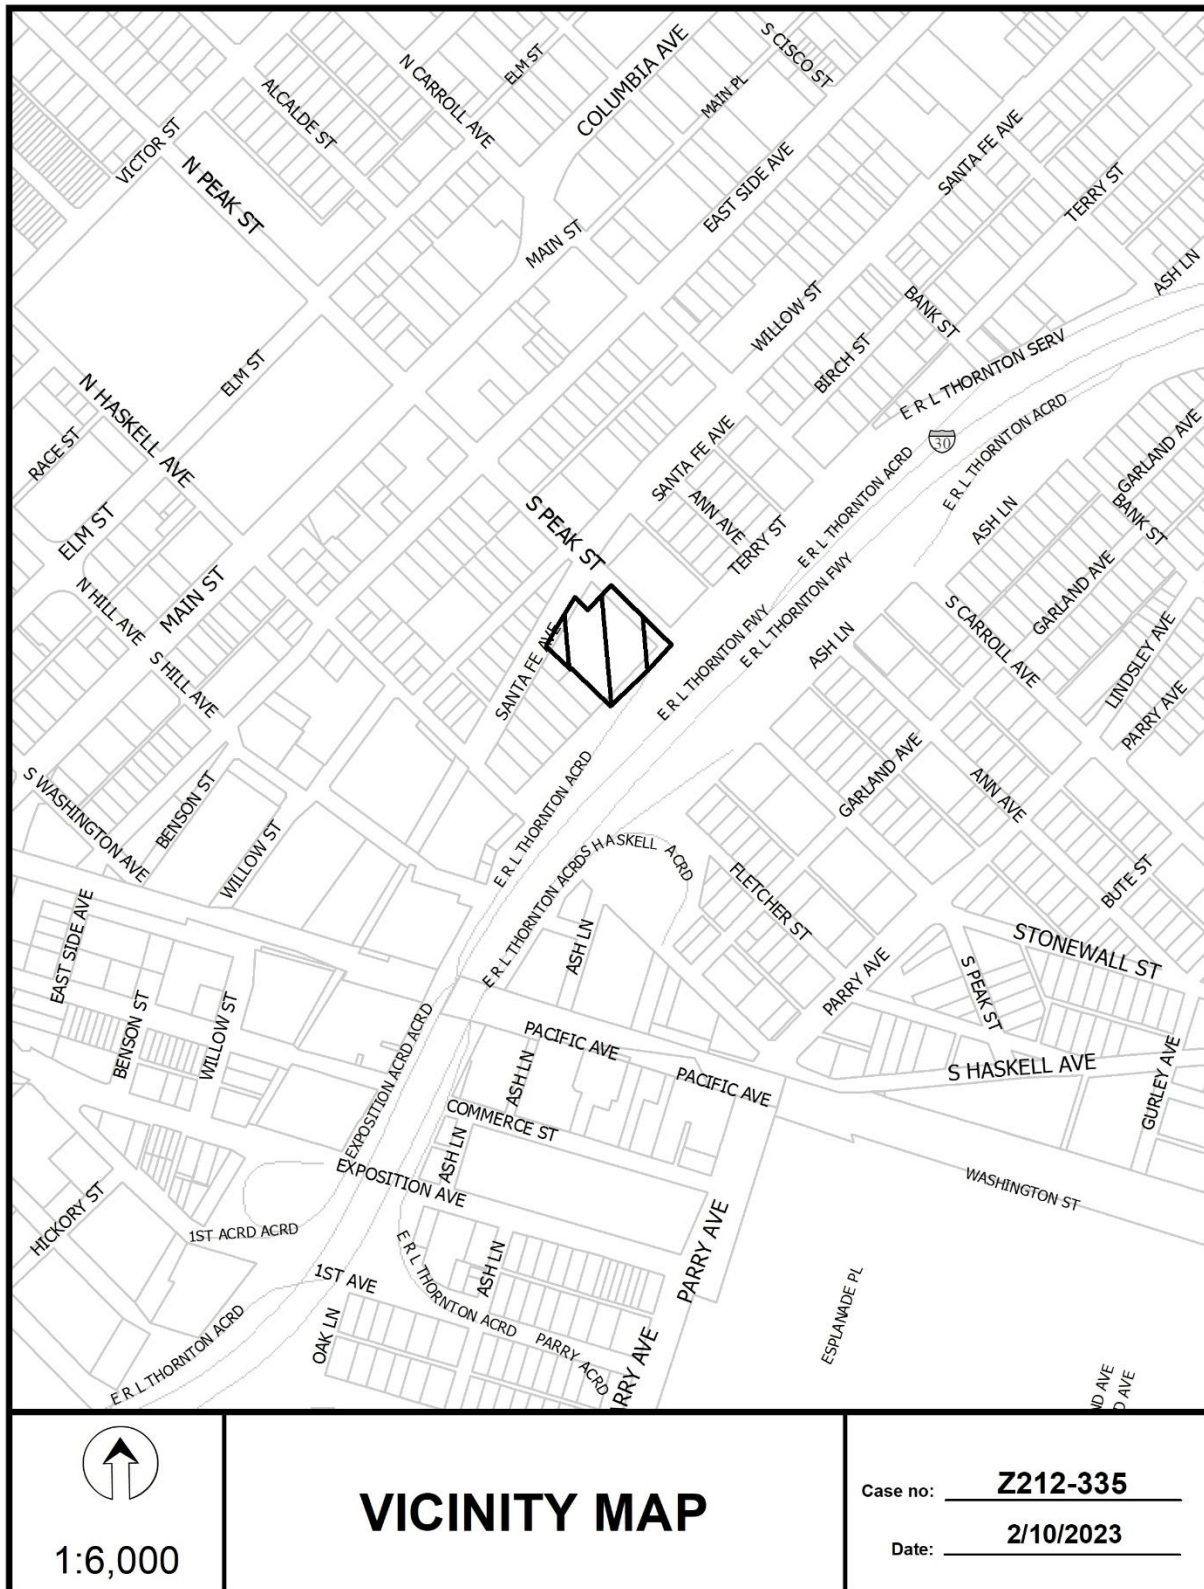 S CISCO ST
COLUMBIA AVE
ELM ST
N CARROLL AVE
MAIN PL
ALCALDE ST
VICTOR ST
N PEAK ST
EAST SIDE AVE
SANTA FE AVE
TERRY ST
MAIN ST
ASH LN
WILLOW ST
BANK ST
BIRCH ST
E R L THORNTON SERV
ELM ST
N HASKELL AVE
RACE ST
30
E R L THORNTON ACRD
E R L THORNTON ACRD
GARLAND AVE
SANTA FE AVE
ANN AVE
BANK ST
ASH LN
S PEAK ST
TERRY ST
ELM ST
MAIN ST
N HILL AVE
E R L THORNTON FWY
E R L THORNTON FWY
GARLAND AVE
S CARROLL AVE
ASH LN
LINDSLEY AVE
S HILL AVE
SANTA FE AVE
PARRY AVE
S WASHINGTON AVE
BENSON ST
WILLOW ST
E R L THORNTON ACRD
GARLAND AVE
ANN AVE
E R L THORNTON ACRD
S HASKELL ACRD
FLETCHER ST
BUTE ST
EAST SIDE AVE
ASH LN
STONEWALL ST
PARRY AVE
S PEAK ST
BENSON ST
WILLOW ST
EXPOSITION ACRD ACRD
PACIFIC AVE
ASH LN
PACIFIC AVE
S HASKELL AVE
GURLEY AVE
COMMERCE ST
ASH LN
EXPOSITION AVE
WASHINGTON ST
HICKORY ST
1ST ACRD ACRD
PARRY AVE
E R L THORNTON ACRD
ASH LN
1ST AVE
ESPLANADE PL
OAK LN
E R L THORNTON ACRD
PARRY ACRD
RRY AVE
ND AVE
D AVE
1:6,000
VICINITY MAP
Case no: Z212-335
Date: 2/10/2023